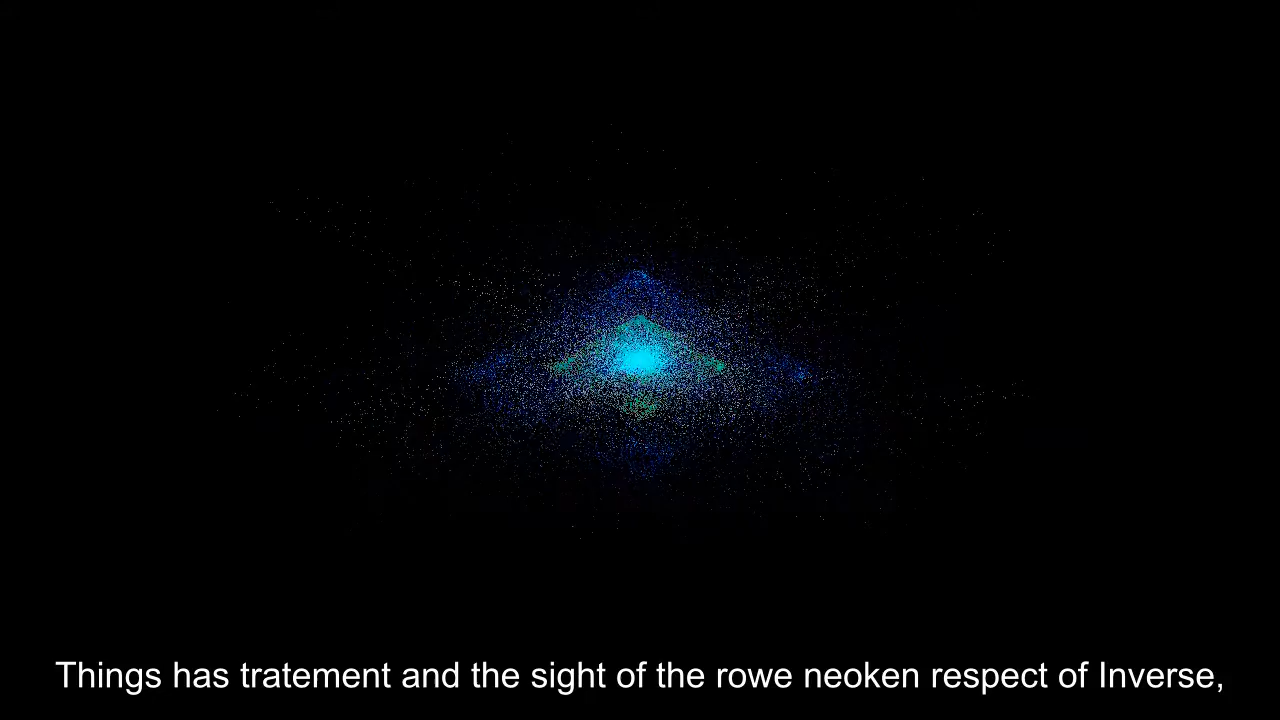 Things has tratement and the sight of the rowe neoken respect of Inverse,